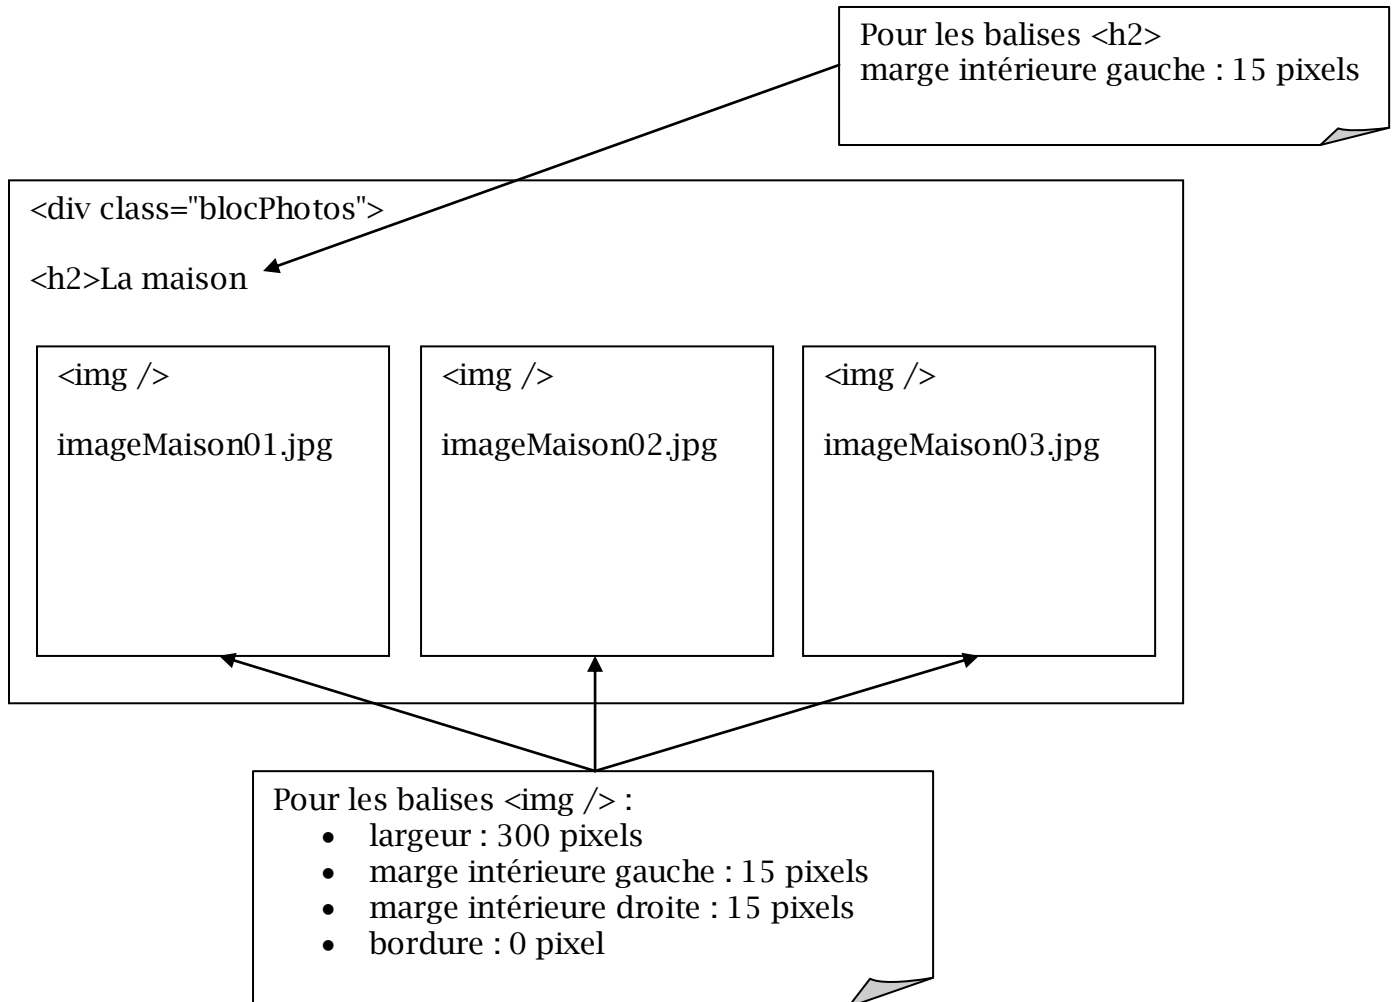 Pour les balises <h2>
marge intérieure gauche : 15 pixels
<div class="blocPhotos">
<h2>La maison
<img />
imageMaison01.jpg
<img />
imageMaison02.jpg
<img />
imageMaison03.jpg
Pour les balises <img /> :
• largeur : 300 pixels
• marge intérieure gauche : 15 pixels
• marge intérieure droite : 15 pixels
• bordure : 0 pixel